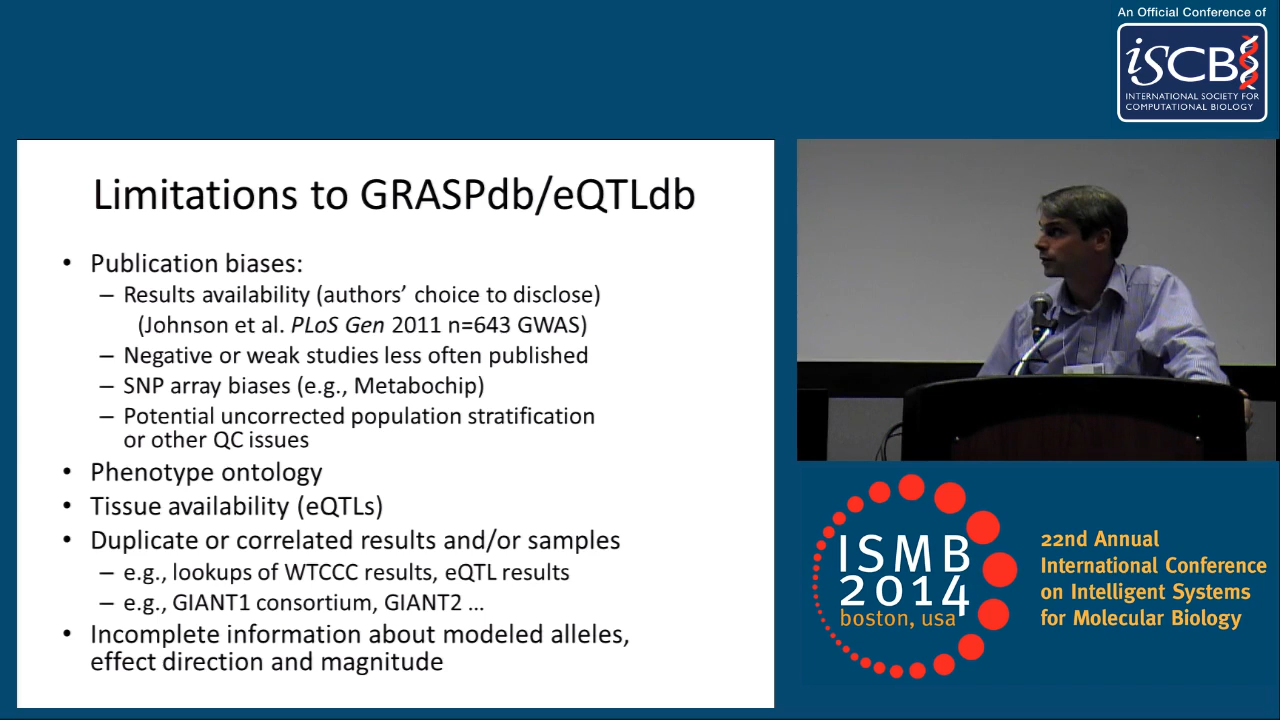 An Official Conference of
iSCB
INTERNATIONAL SOCIETY FOR
COMPUTATIONAL BIOLOGY
Limitations to GRASPdb/eQTLdb
• Publication biases:
– Results availability (authors’ choice to disclose)
(Johnson et al. PLoS Gen 2011 n=643 GWAS)
– Negative or weak studies less often published
– SNP array biases (e.g., Metabochip)
– Potential uncorrected population stratification
or other QC issues
• Phenotype ontology
• Tissue availability (eQTLs)
• Duplicate or correlated results and/or samples
– e.g., lookups of WTCCC results, eQTL results
– e.g., GIANT1 consortium, GIANT2 ...
• Incomplete information about modeled alleles,
effect direction and magnitude
ISMB
2014
boston, usa
22nd Annual
International Conference
on Intelligent Systems
for Molecular Biology